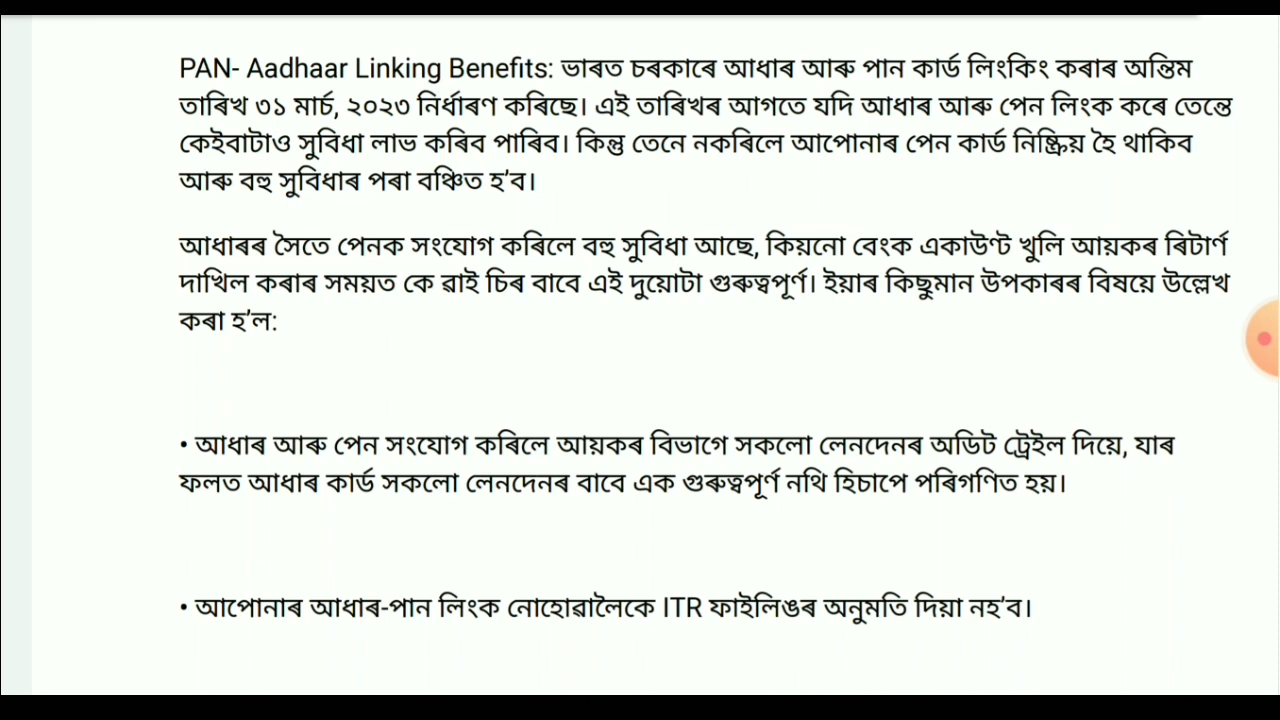 PAN- Aadhaar Linking Benefits: ভাৰত চৰকাৰে আধাৰ আৰু পান কাৰ্ড লিংকিং কৰাৰ অন্তিম
তাৰিখ ৩১ মাৰ্চ, ২০২৩ নিৰ্ধাৰণ কৰিছে। এই তাৰিখৰ আগতে যদি আধাৰ আৰু পেন লিংক কৰে তেন্তে
কেইবাটাও সুবিধা লাভ কৰিব পাৰিব। কিন্তু তেনে নকৰিলে আপোনাৰ পেন কাৰ্ড নিষ্ক্ৰিয় হৈ থাকিব
আৰু বহু সুবিধাৰ পৰা বঞ্চিত হ’ব।
আধাৰৰ সৈতে পেনক সংযোগ কৰিলে বহু সুবিধা আছে, কিয়নো বেংক একাউণ্ট খুলি আয়কৰ ৰিটাৰ্ণ
দাখিল কৰাৰ সময়ত কে ৱাই চিৰ বাবে এই দুয়োটা গুৰুত্বপূৰ্ণ। ইয়াৰ কিছুমান উপকাৰৰ বিষয়ে উল্লেখ
কৰা হ’ল:
• আধাৰ আৰু পেন সংযোগ কৰিলে আয়কৰ বিভাগে সকলো লেনদেনৰ অডিট ট্ৰেইল দিয়ে, যাৰ
ফলত আধাৰ কাৰ্ড সকলো লেনদেনৰ বাবে এক গুৰুত্বপূৰ্ণ নথি হিচাপে পৰিগণিত হয়।
• আপোনাৰ আধাৰ-পান লিংক নোহোৱালৈকে ITR ফাইলিঙৰ অনুমতি দিয়া নহ’ব।